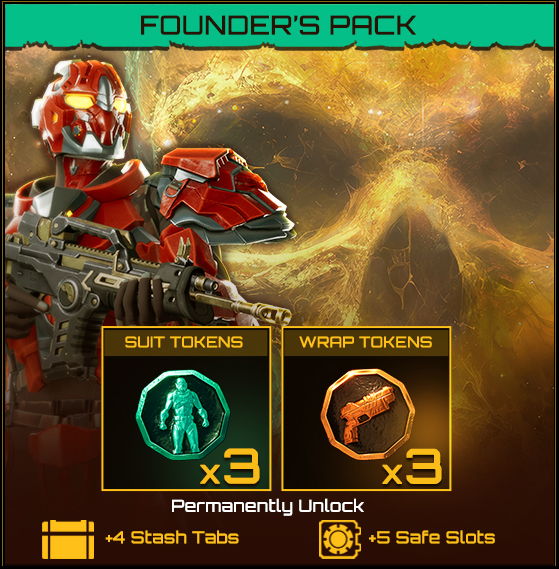 FOUNDER'S PACK
SUIT TOKENS
x3
WRAP TOKENS
x3
Permanently Unlock
+4 Stash Tabs
+5 Safe Slots